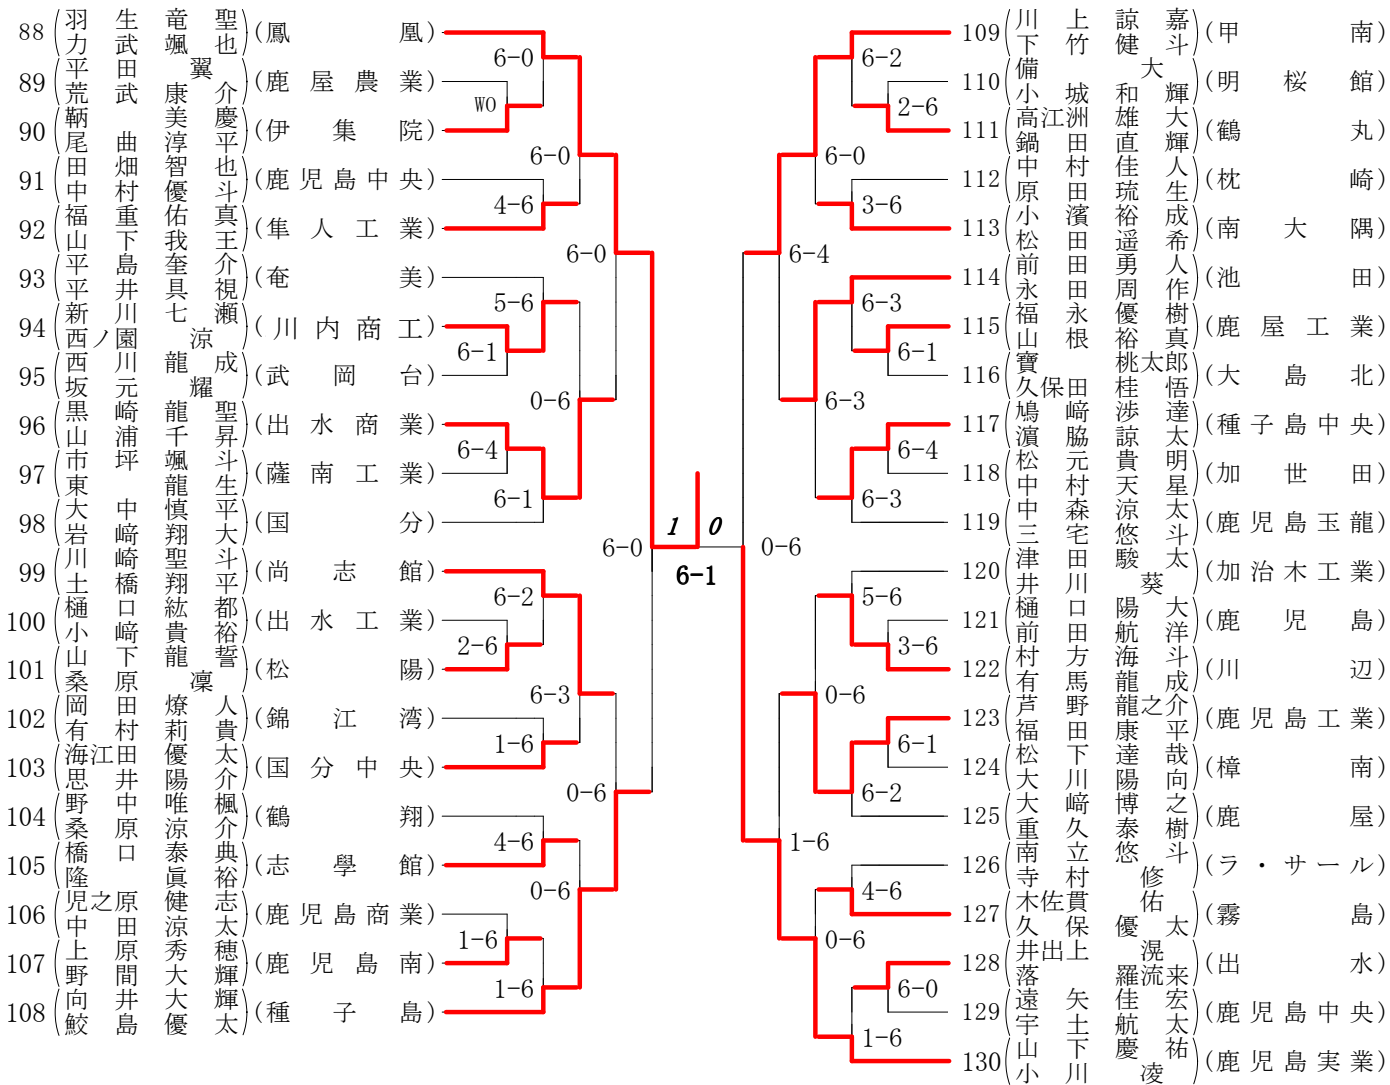 88 羽生竜聖 力武颯也 (鳳凰)
89 平田翼 荒武康介 (鹿屋農業)
90 鞆美慶 尾曲淳平 (伊集院)
91 田畑智也 中村優斗 (鹿児島中央)
92 福重佑真 山下我王 (隼人工業)
93 平島奎介 平井具視 (奄美)
94 新川七瀬 西ノ園涼 (川内商工)
95 西川龍成 坂元耀 (武岡台)
96 黒崎龍聖 山浦千昇 (出水商業)
97 市坪颯斗 東龍生 (薩南工業)
98 大中慎平 岩﨑翔大 (国分)
99 川崎聖斗 土橋翔平 (尚志館)
100 樋口紘都 小﨑貴裕 (出水工業)
101 山下龍誓 桑原凜 (松陽)
102 岡田燎人 有村莉貴 (錦江湾)
103 海江田優太 思井陽介 (国分中央)
104 野中唯楓 桑原涼介 (鶴翔)
105 橋口泰典 隆眞裕 (志學館)
106 児之原健志 中田涼太 (鹿児島商業)
107 上原秀穂 野間大輝 (鹿児島南)
108 向井大輝 鮫島優太 (種子島)
6-0
WO
6-0
4-6
6-0
5-6
6-1
0-6
6-4
6-1
6-0
6-2
2-6
6-3
1-6
0-6
4-6
0-6
1-6
1-6
1 0
6-1
6-2
2-6
6-0
3-6
6-4
6-3
6-1
6-3
6-4
6-3
0-6
5-6
3-6
0-6
6-1
6-2
1-6
4-6
0-6
6-0
1-6
109 川上諒嘉 下竹健斗 (甲南)
110 備大 小城和輝 (明桜館)
111 高江洲雄大 鍋田直輝 (鶴丸)
112 中村佳人 原田琉生 (枕崎)
113 小濱裕成 松田遥希 (南大隅)
114 前田勇人 永田周作 (池田)
115 福永優樹 山根裕真 (鹿屋工業)
116 寶桃太郎 久保田桂悟 (大島北)
117 鳩﨑渉達 濵脇諒太 (種子島中央)
118 松元貴明 中村天星 (加世田)
119 中森涼太 三宅悠斗 (鹿児島玉龍)
120 津田駿太 井川葵 (加治木工業)
121 樋口陽大 前田航洋 (鹿児島)
122 村方海斗 有馬龍成 (川辺)
123 芦野龍之介 福田康平 (鹿児島工業)
124 松下達哉 大川陽向 (樟南)
125 大﨑博之 重久泰樹 (鹿屋)
126 南立悠斗 寺村修 (ラ・サール)
127 木佐貫佑 久保優太 (霧島)
128 井出上滉 落羅流来 (出水)
129 遠矢佳宏 宇土航太 (鹿児島中央)
130 山下慶祐 小川凌 (鹿児島実業)